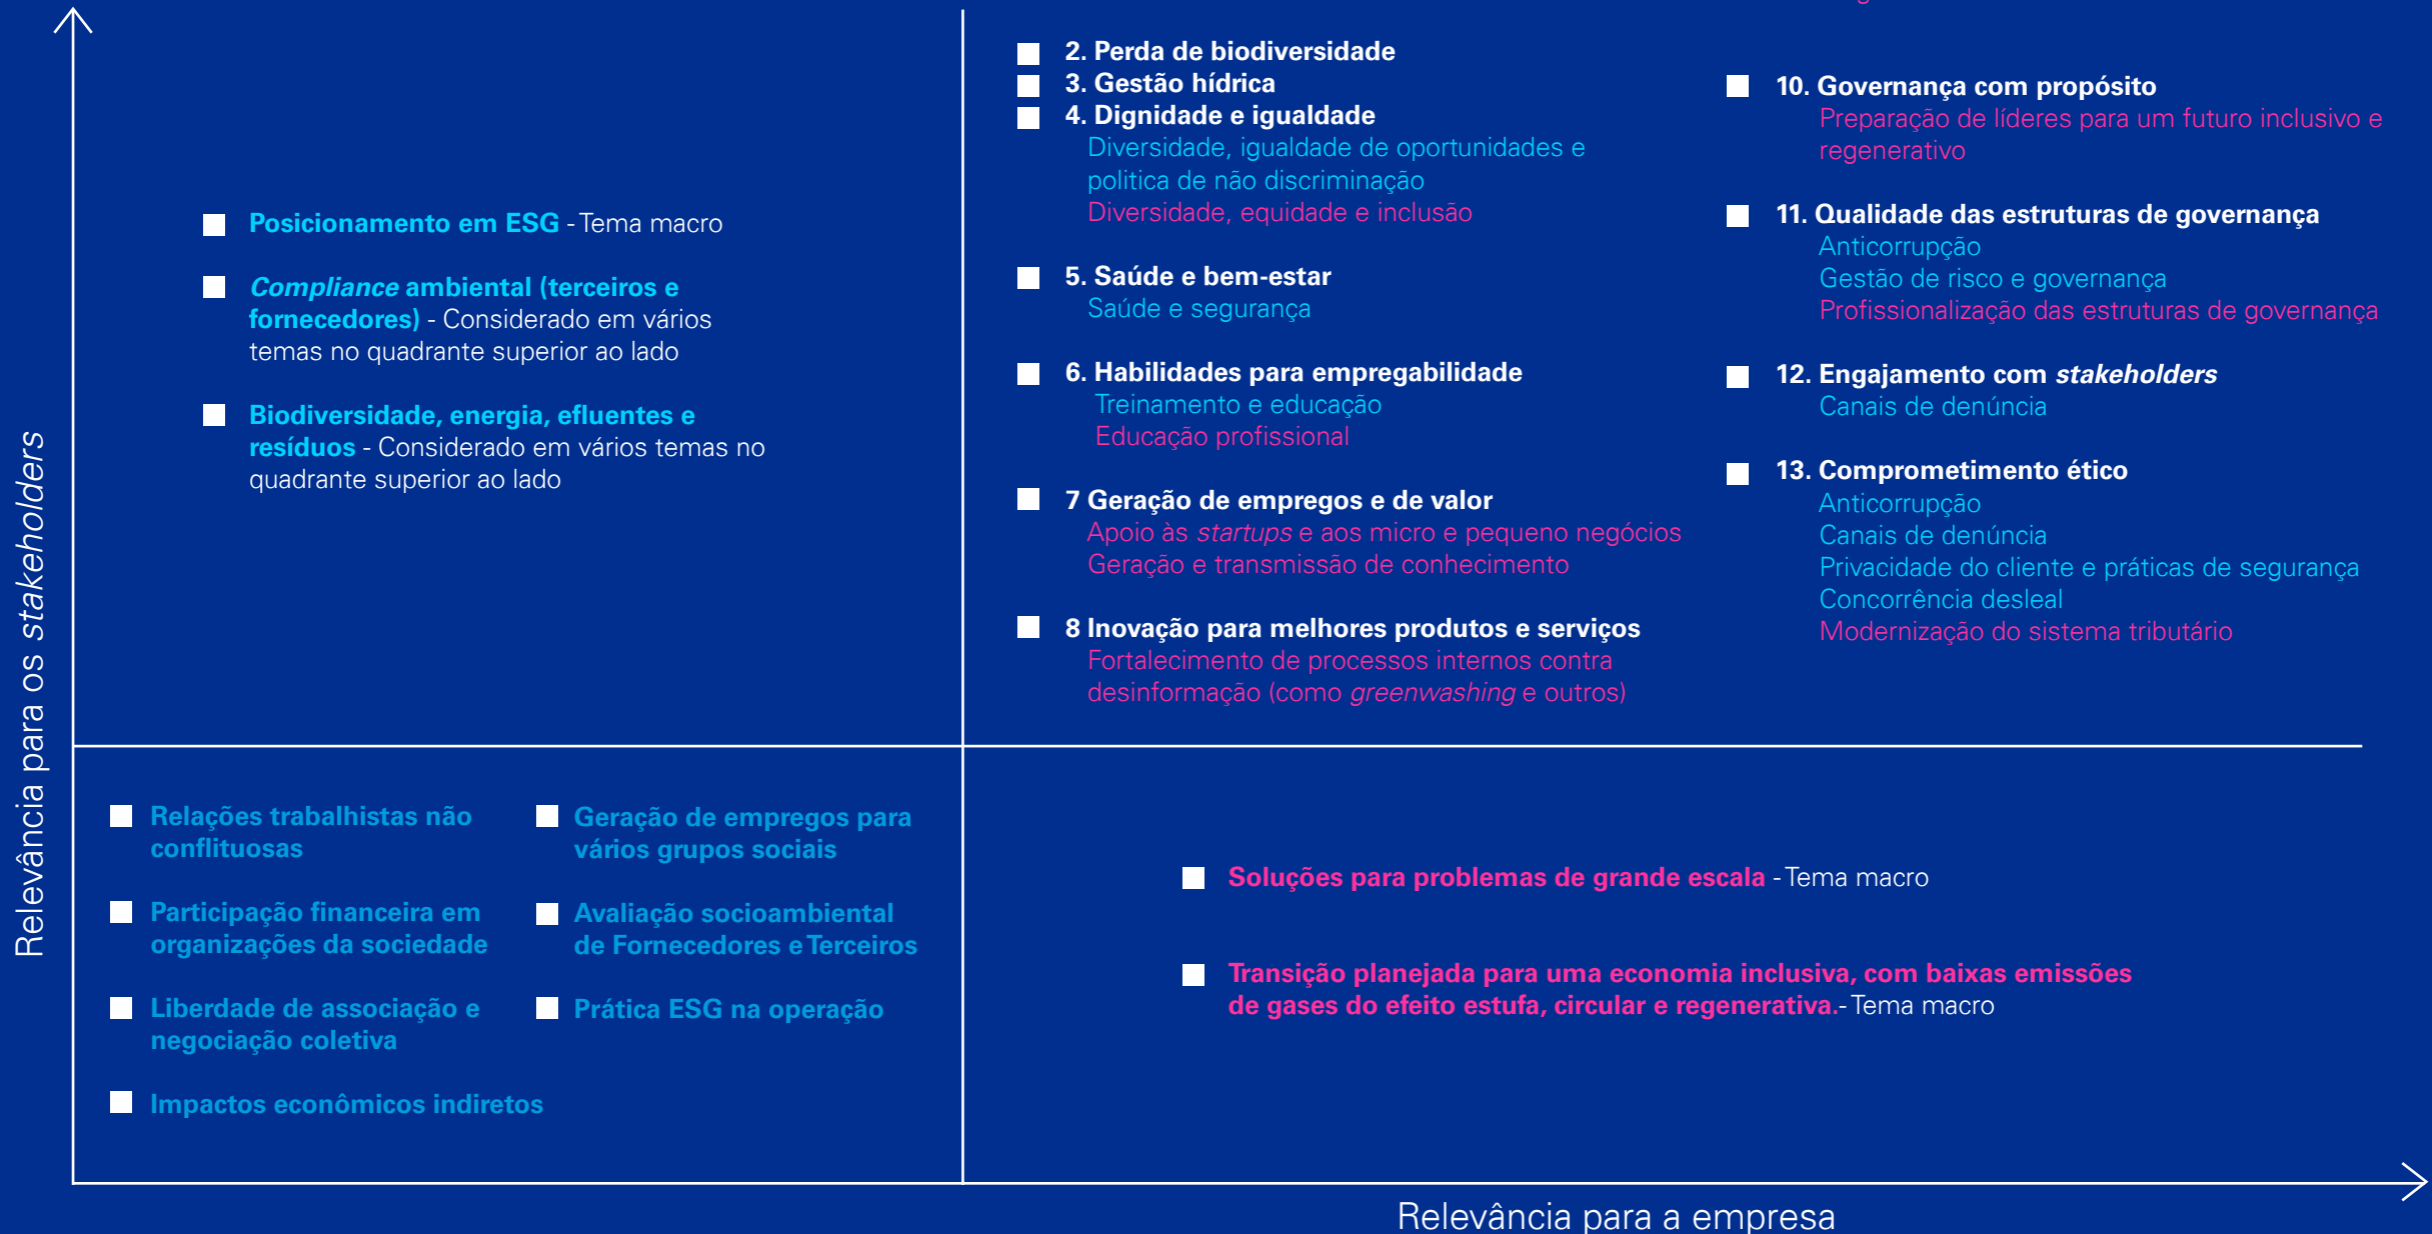 Relevância para os stakeholders
Posicionamento em ESG - Tema macro
Compliance ambiental (terceiros e
fornecedores) - Considerado em vários
temas no quadrante superior ao lado
Biodiversidade, energia, efluentes e
resíduos - Considerado em vários temas no
quadrante superior ao lado
2. Perda de biodiversidade
3. Gestão hídrica
4. Dignidade e igualdade
Diversidade, igualdade de oportunidades e
politica de não discriminação
Diversidade, equidade e inclusão
5. Saúde e bem-estar
Saúde e segurança
6. Habilidades para empregabilidade
Treinamento e educação
Educação profissional
7 Geração de empregos e de valor
Apoio às startups e aos micro e pequeno negócios
Geração e transmissão de conhecimento
8 Inovação para melhores produtos e serviços
Fortalecimento de processos internos contra
desinformação (como greenwashing e outros)
10. Governança com propósito
Preparação de líderes para um futuro inclusivo e
regenerativo
11. Qualidade das estruturas de governança
Anticorrupção
Gestão de risco e governança
Profissionalização das estruturas de governança
12. Engajamento com stakeholders
Canais de denúncia
13. Comprometimento ético
Anticorrupção
Canais de denúncia
Privacidade do cliente e práticas de segurança
Concorrência desleal
Modernização do sistema tributário
Relações trabalhistas não
conflituosas
Participação financeira em
organizações da sociedade
Liberdade de associação e
negociação coletiva
Impactos econômicos indiretos
Geração de empregos para
vários grupos sociais
Avaliação socioambiental
de Fornecedores e Terceiros
Prática ESG na operação
Soluções para problemas de grande escala - Tema macro
Transição planejada para uma economia inclusiva, com baixas emissões
de gases do efeito estufa, circular e regenerativa.- Tema macro
Relevância para a empresa